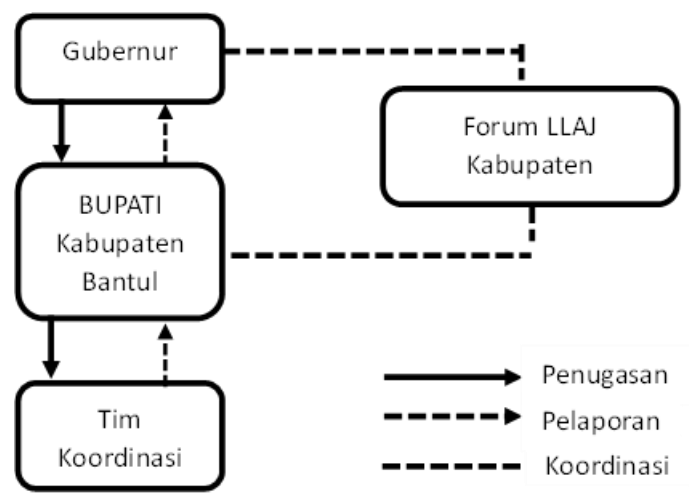 Gubernur
Forum LLAJ
Kabupaten
BUPATI
Kabupaten
Bantul
Tim
Koordinasi
Penugasan
Pelaporan
Koordinasi